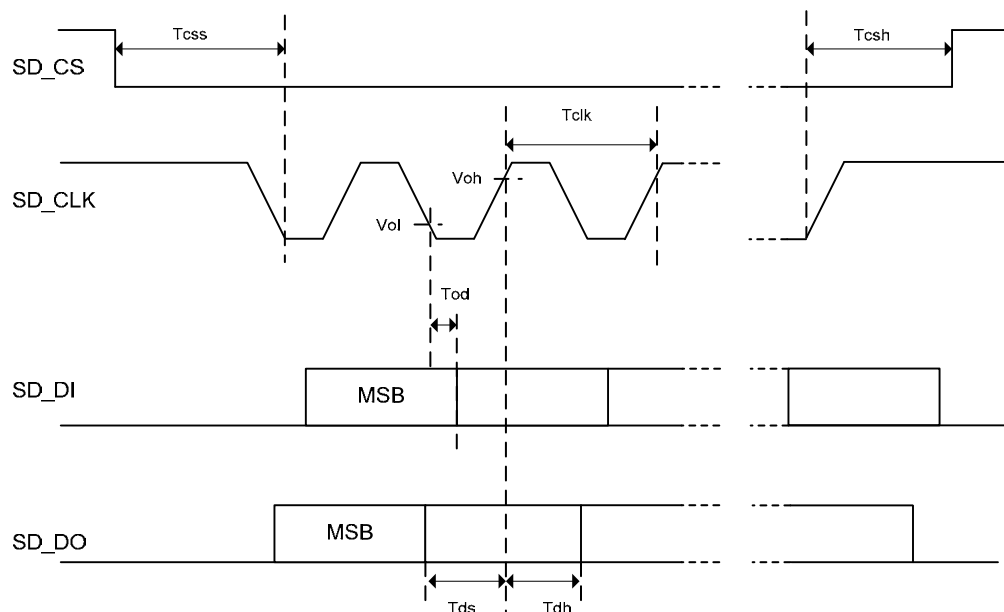 Tcss
Tcsh
SD_CS
Tclk
Voh
SD_CLK
Vol
Tod
SD_DI
MSB
SD_DO
MSB
Tds
Tdh